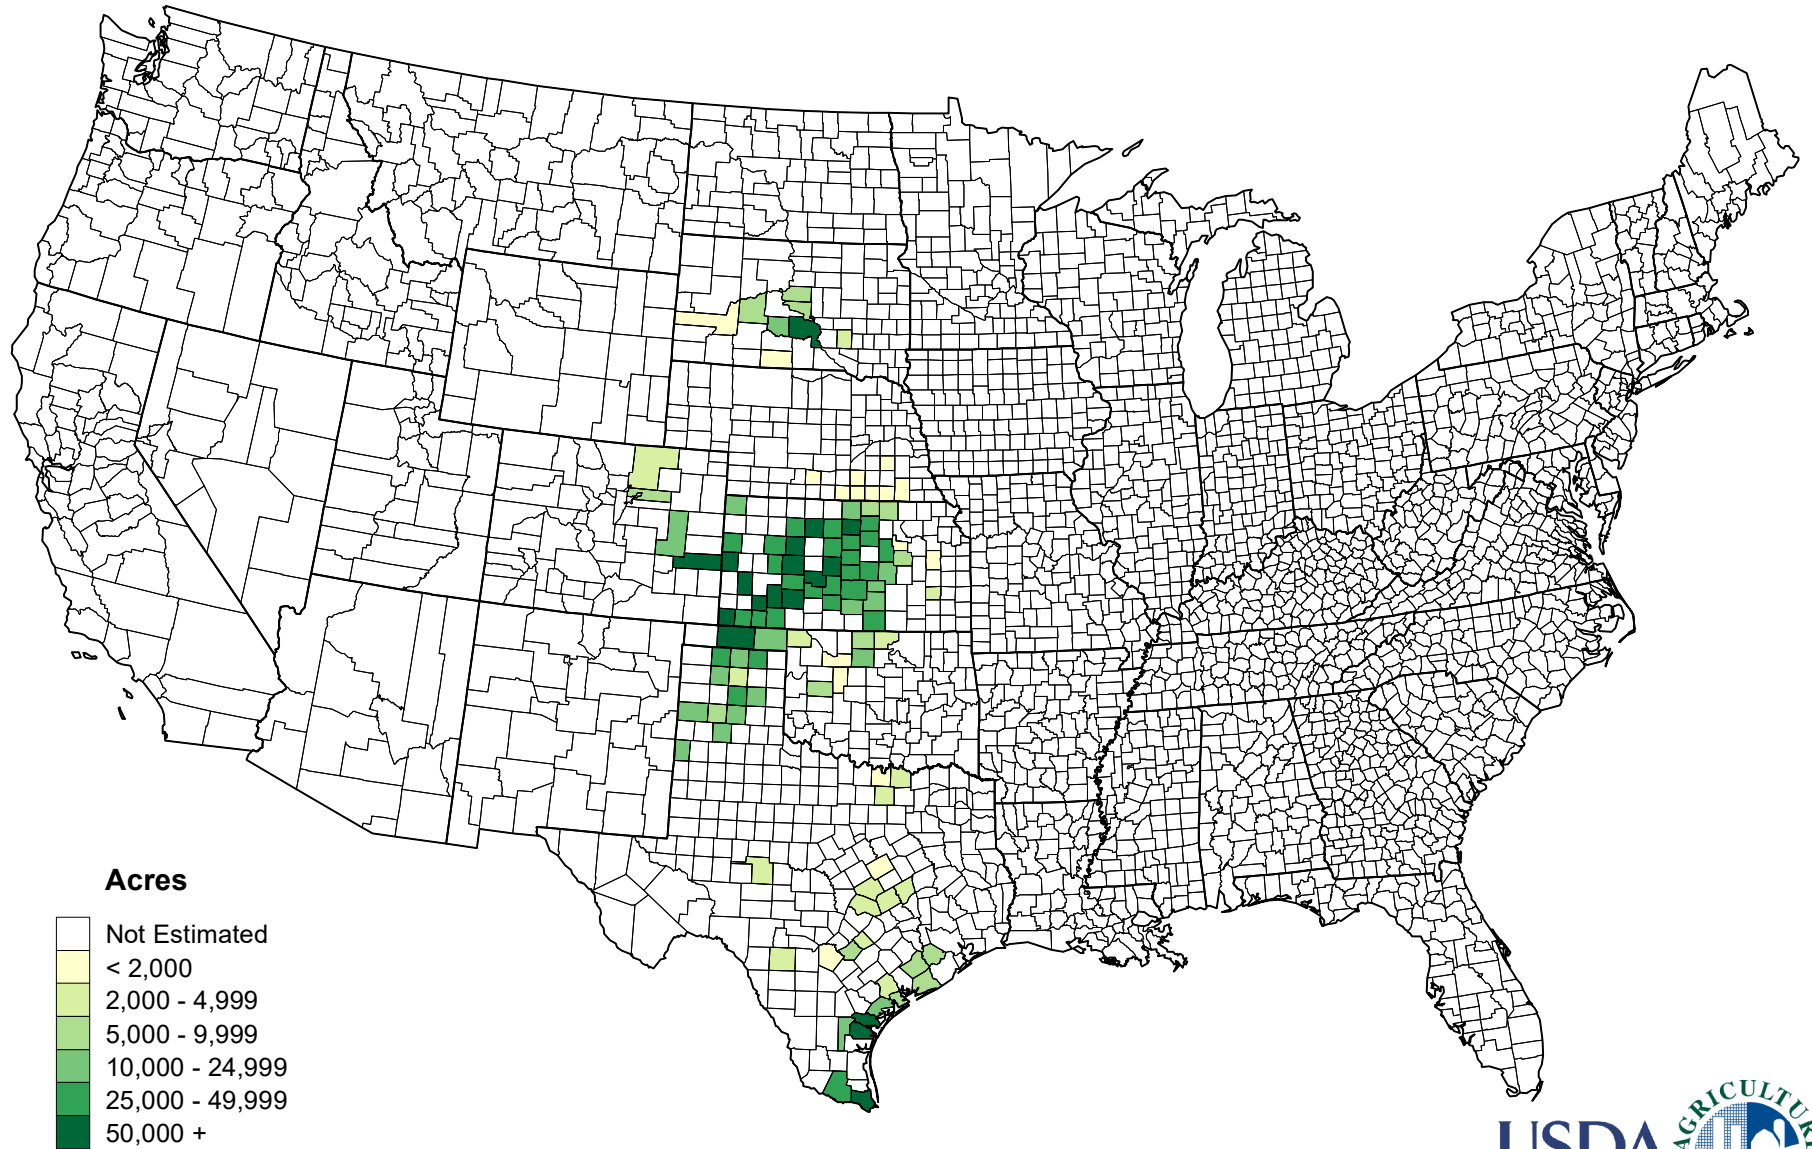 Acres
Not Estimated
< 2,000
2,000 - 4,999
5,000 - 9,999
10,000 - 24,999
25,000 - 49,999
50,000 +
USDA